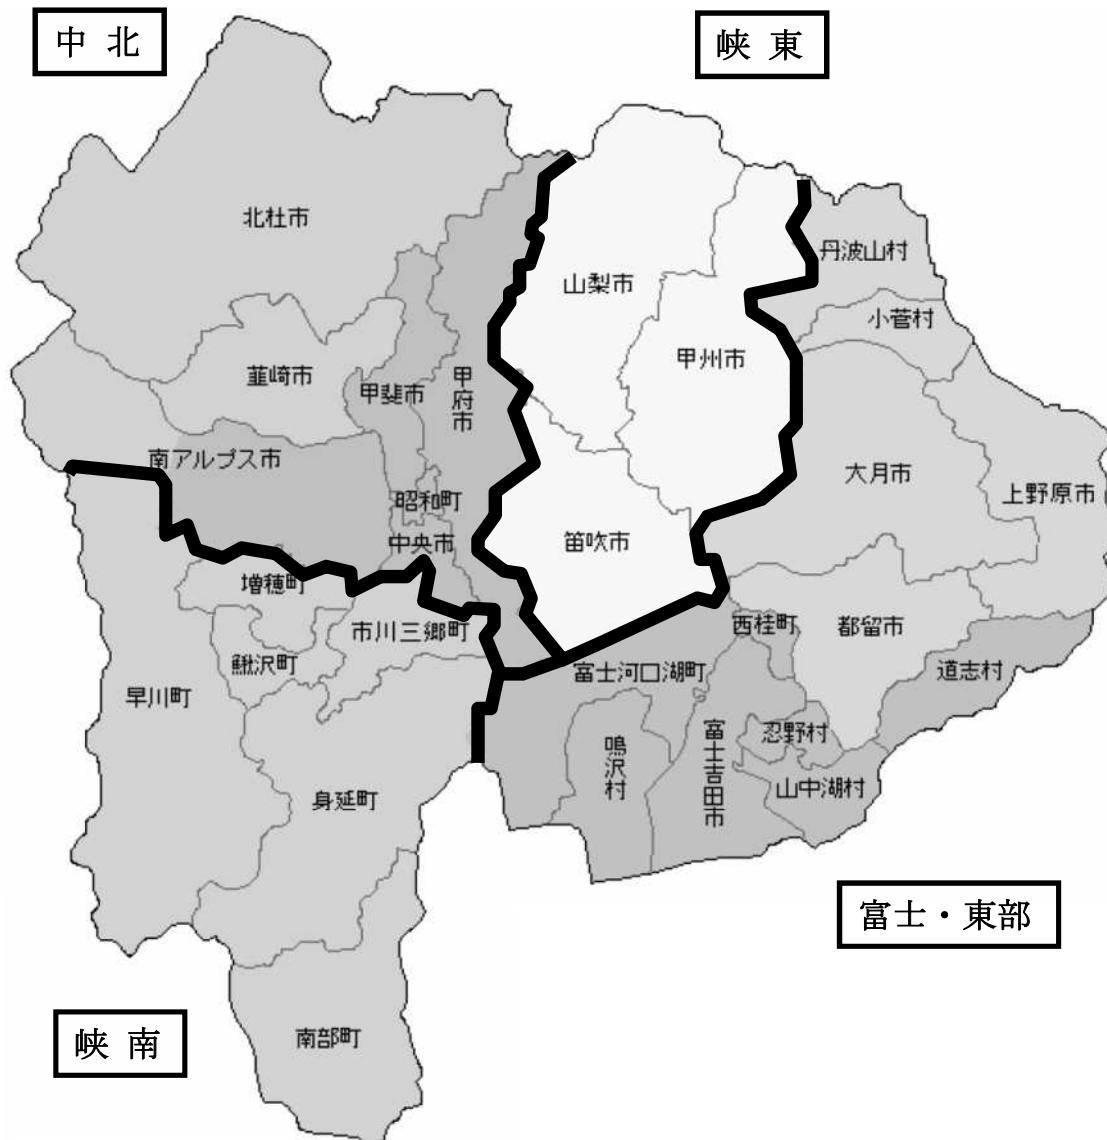 中 北
峡 東
北杜市
丹波山村
山梨市
小菅村
甲州市
韮崎市
甲斐市
甲府市
南アルプス市
大月市
上野原市
昭和町
中央市
笛吹市
増穂町
西桂町
都留市
市川三郷町
鰍沢町
富士河口湖町
道志村
早川町
忍野村
鳴沢村
富士吉田市
山中湖村
身延町
富士・東部
峡 南
南部町